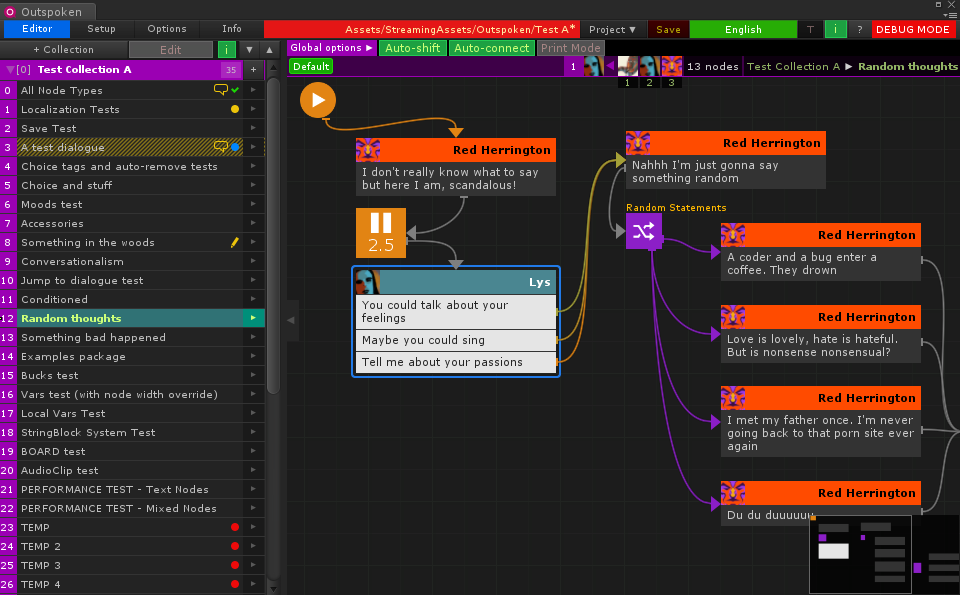 Outspoken
Editor Setup Options Info Assets/StreamingAssets/Outspoken/Test A* Project ▼ Save English T i ? DEBUG MODE
+ Collection Edit i ▼ ▲ Global options ► Auto-shift Auto-connect Print Mode
▼[0] Test Collection A 35 + Default 1 13 nodes Test Collection A ► Random thoughts
1 2 3
0 All Node Types
1 Localization Tests
2 Save Test
3 A test dialogue
4 Choice tags and auto-remove tests
5 Choice and stuff
6 Moods test
7 Accessories
8 Something in the woods
9 Conversationalism
10 Jump to dialogue test
11 Conditioned
12 Random thoughts
13 Something bad happened
14 Examples package
15 Bucks test
16 Vars test (with node width override)
17 Local Vars Test
18 StringBlock System Test
19 BOARD test
20 AudioClip test
21 PERFORMANCE TEST - Text Nodes
22 PERFORMANCE TEST - Mixed Nodes
23 TEMP
24 TEMP 2
25 TEMP 3
26 TEMP 4
Red Herrington
I don't really know what to say
but here I am, scandalous!
2.5
Lys
You could talk about your
feelings
Maybe you could sing
Tell me about your passions
Red Herrington
Nahhh I'm just gonna say
something random
Random Statements
Red Herrington
A coder and a bug enter a
coffee. They drown
Red Herrington
Love is lovely, hate is hateful.
But is nonsense nonsensual?
Red Herrington
I met my father once. I'm never
going back to that porn site ever
again
Red Herrington
Du du duuuuu